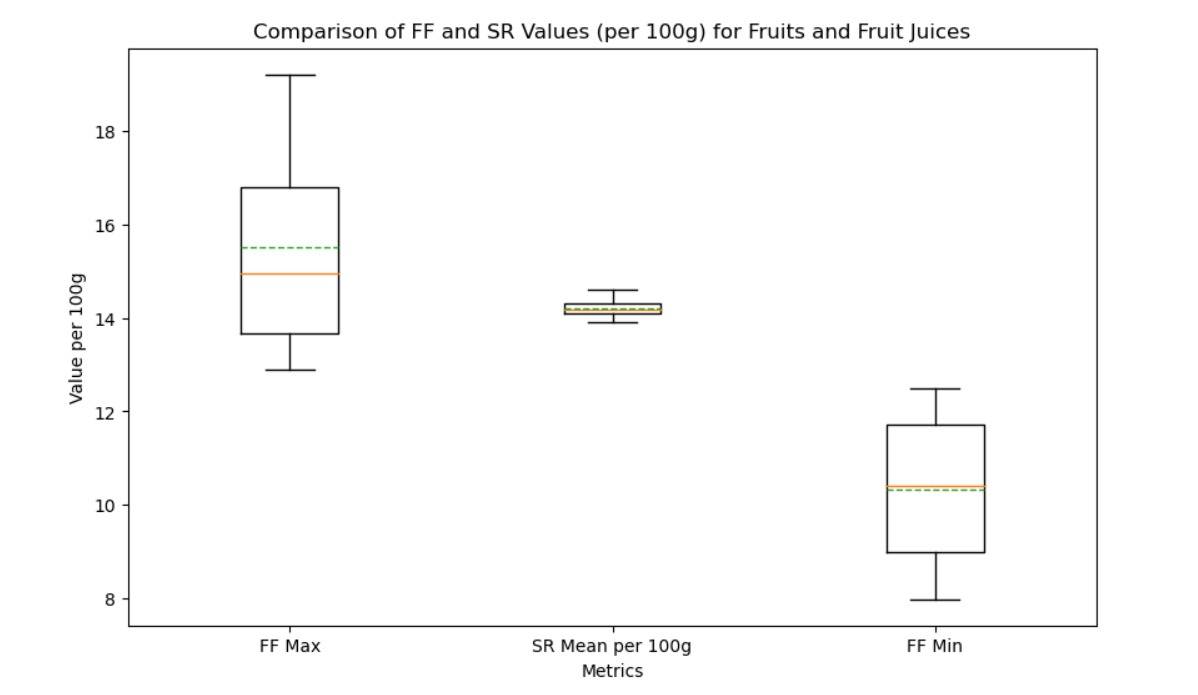 Comparison of FF and SR Values (per 100g) for Fruits and Fruit Juices
Value per 100g
18
16
14
12
10
8
FF Max
SR Mean per 100g
FF Min
Metrics